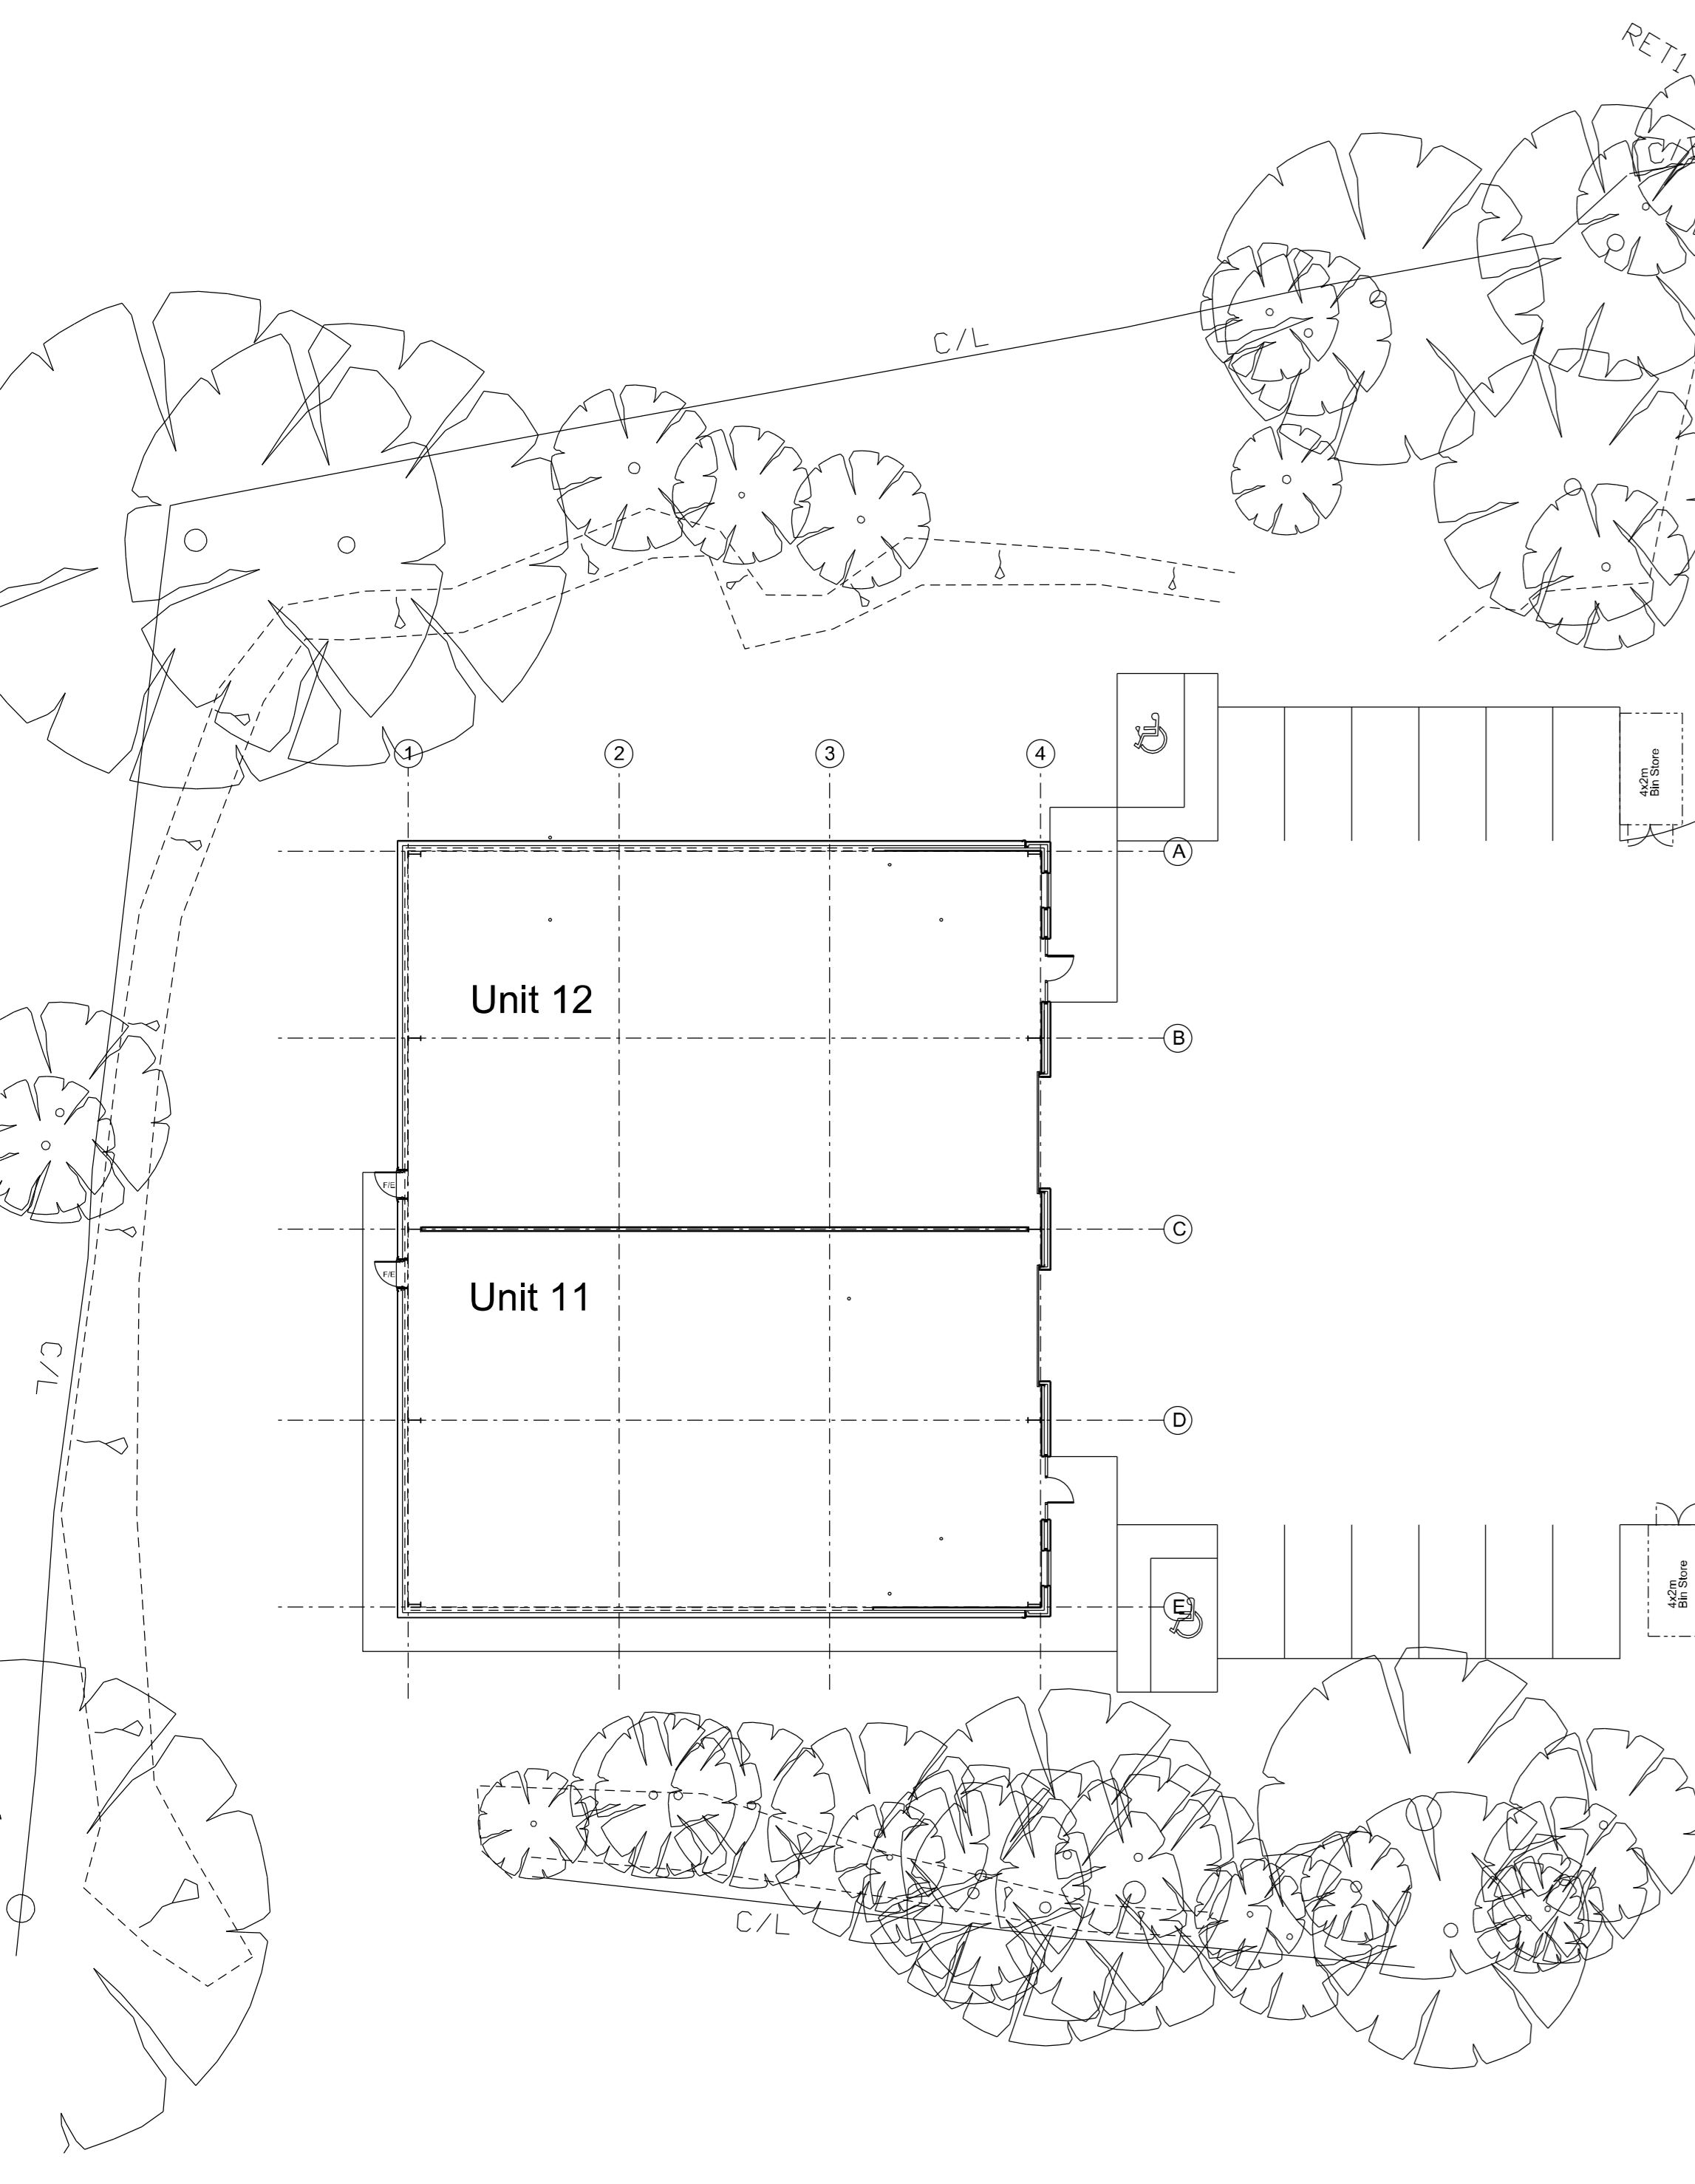 RET1
C/L
C/L
1
2
3
4
4x2m
Bin Store
A
Unit 12
B
F/E
C
F/E
Unit 11
C/L
D
4x2m
Bin Store
E
C/L